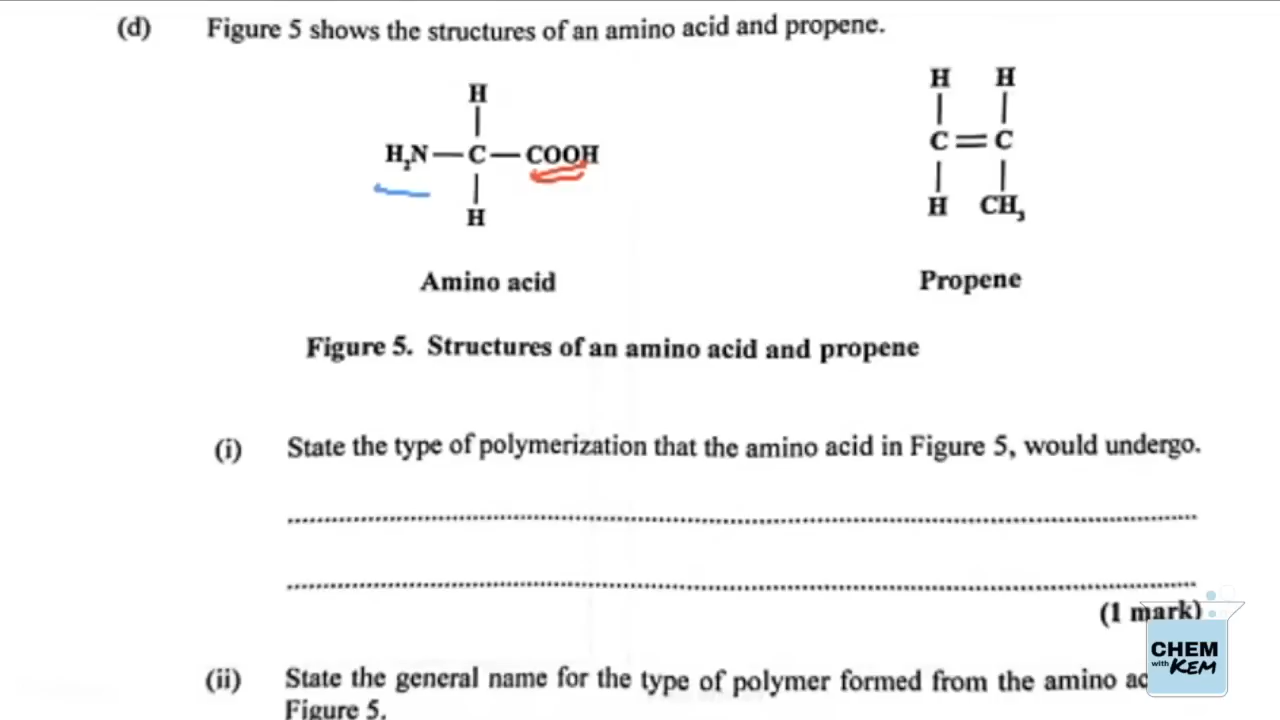 (d) Figure 5 shows the structures of an amino acid and propene.
H
H₂N — C — COOH
H
Amino acid
H H
C = C
H CH₃
Propene
Figure 5. Structures of an amino acid and propene
(i) State the type of polymerization that the amino acid in Figure 5, would undergo.
(1 mark)
(ii) State the general name for the type of polymer formed from the amino
Figure 5.
CHEM
with KEM